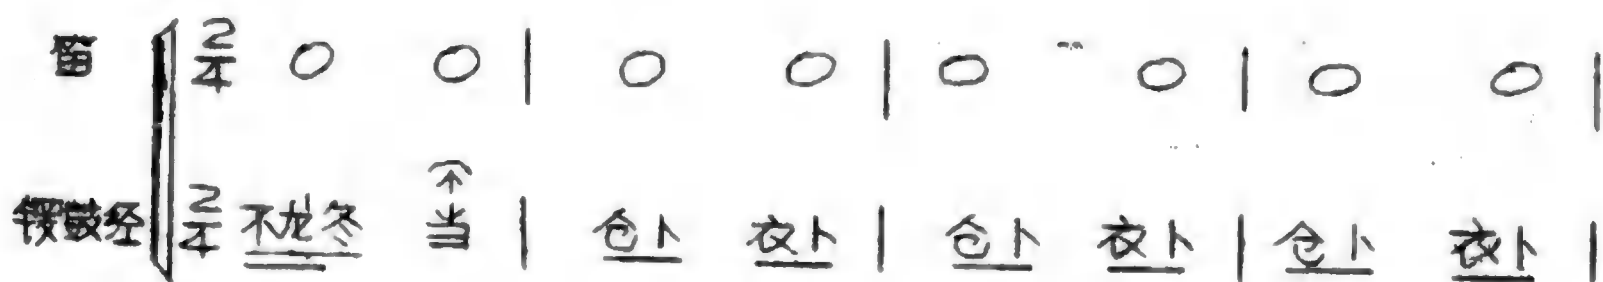 笛 2/4 0 0 | 0 0 | 0 0 | 0 0 |
锣鼓经 2/4 不龙冬 当 | 仓卜 衣卜 | 仓卜 衣卜 | 仓卜 衣卜 |